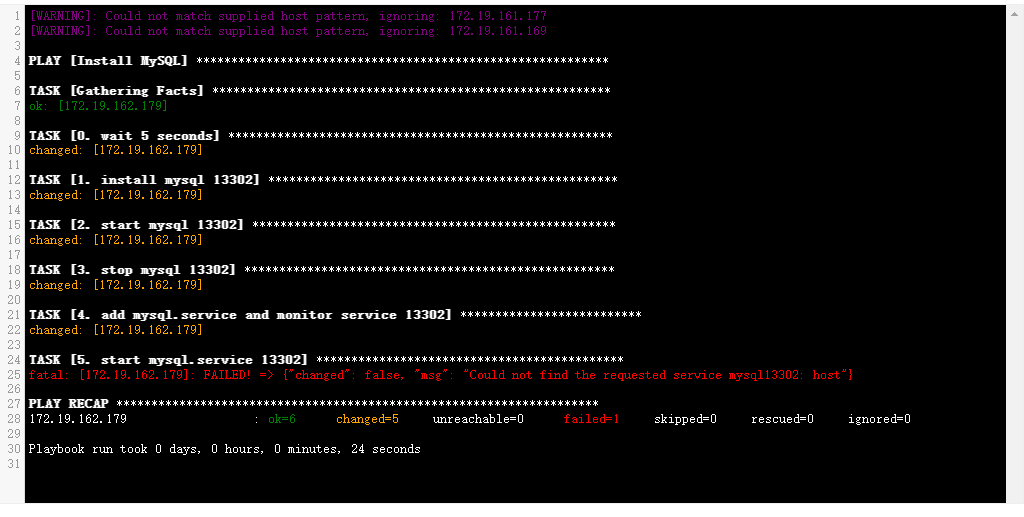 1 [WARNING]: Could not match supplied host pattern, ignoring: 172.19.161.177
2 [WARNING]: Could not match supplied host pattern, ignoring: 172.19.161.169
3
4 PLAY [Install MySQL] ***********************************************************
5
6 TASK [Gathering Facts] *********************************************************
7 ok: [172.19.162.179]
8
9 TASK [0. wait 5 seconds] *******************************************************
10 changed: [172.19.162.179]
11
12 TASK [1. install mysql 13302] **************************************************
13 changed: [172.19.162.179]
14
15 TASK [2. start mysql 13302] ****************************************************
16 changed: [172.19.162.179]
17
18 TASK [3. stop mysql 13302] *****************************************************
19 changed: [172.19.162.179]
20
21 TASK [4. add mysql.service and monitor service 13302] **************************
22 changed: [172.19.162.179]
23
24 TASK [5. start mysql.service 13302] ********************************************
25 fatal: [172.19.162.179]: FAILED! => {"changed": false, "msg": "Could not find the requested service mysql13302: host"}
26
27 PLAY RECAP *********************************************************************
28 172.19.162.179 : ok=6 changed=5 unreachable=0 failed=1 skipped=0 rescued=0 ignored=0
29
30 Playbook run took 0 days, 0 hours, 0 minutes, 24 seconds
31